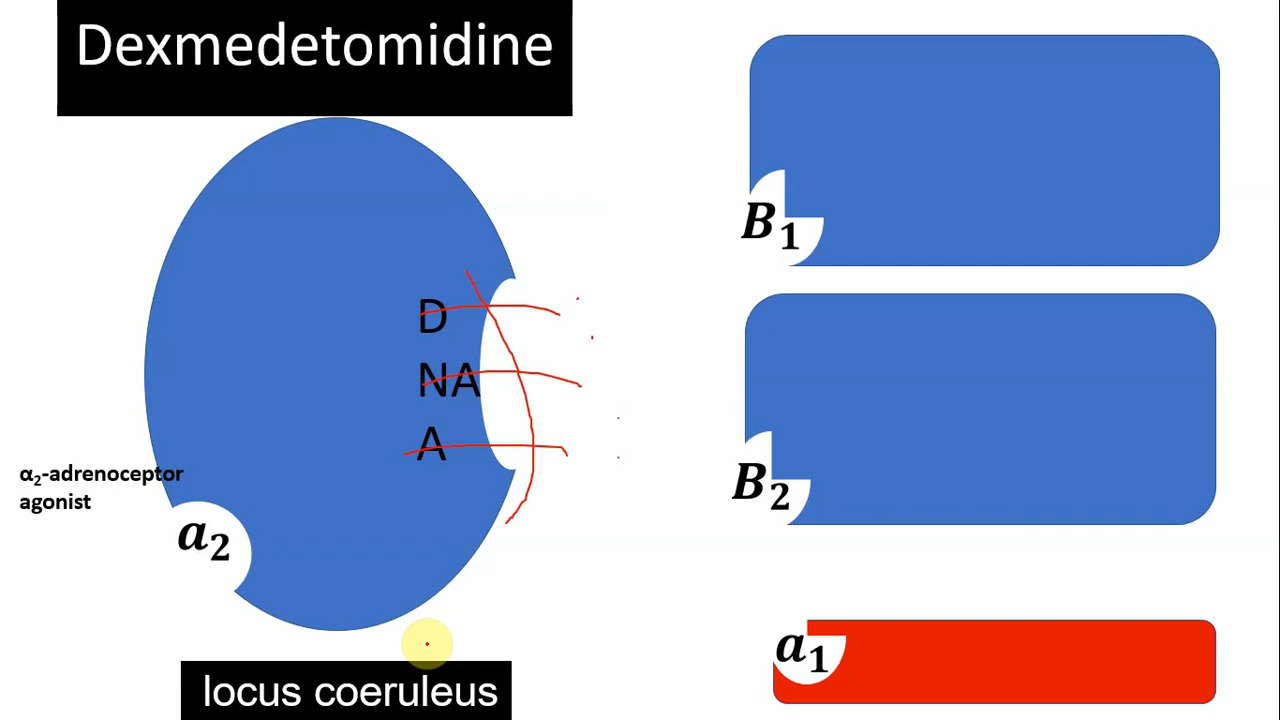 Dexmedetomidine
D
NA
A
α₂-adrenoceptor
agonist
a₂
locus coeruleus
B₁
B₂
a₁